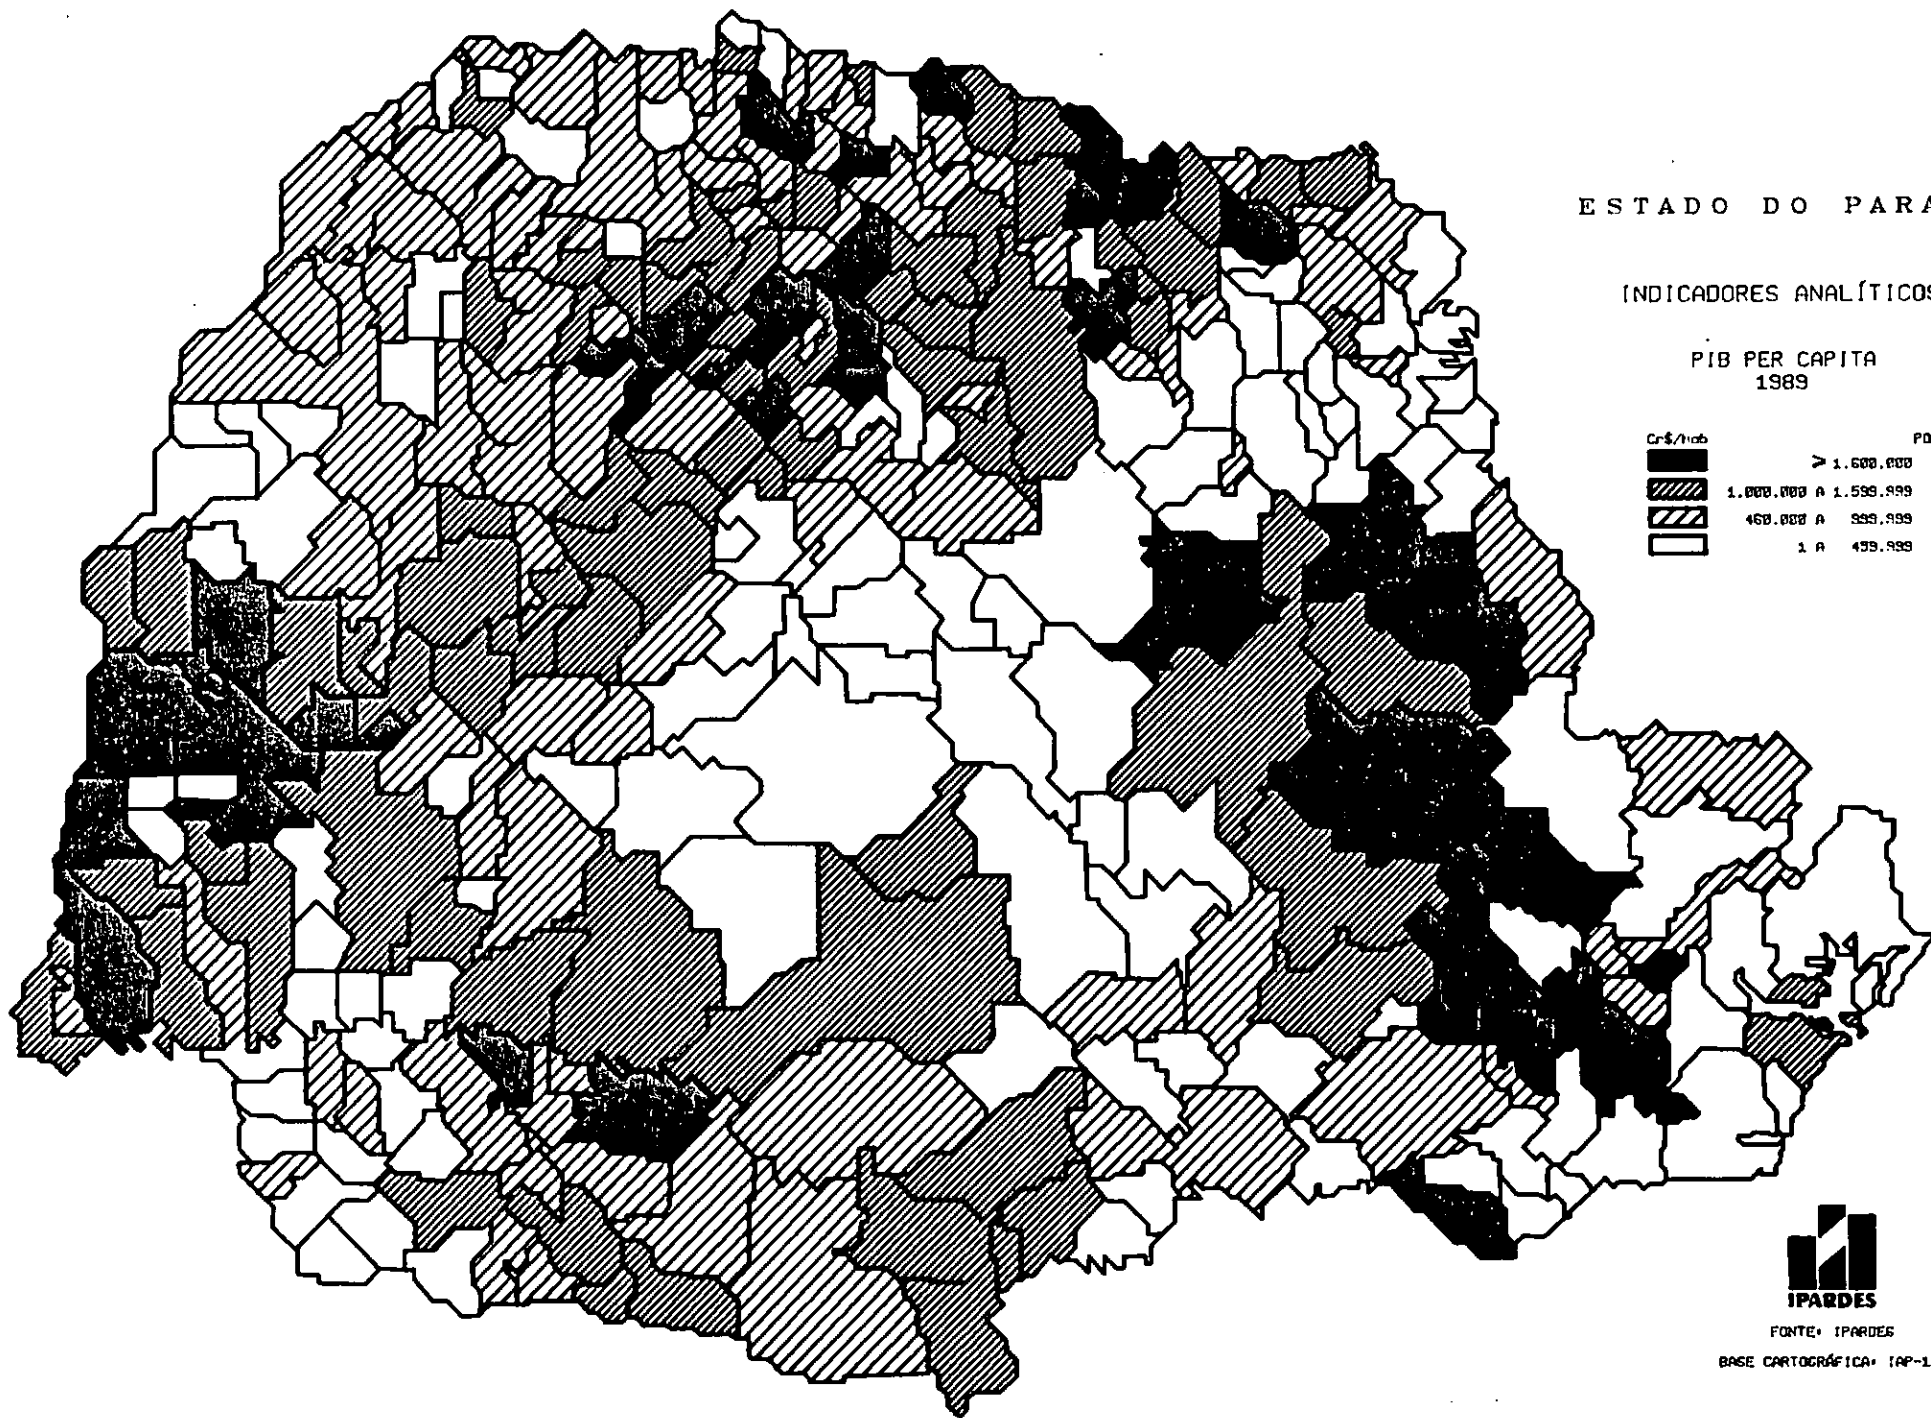 ESTADO DO PARA
INDICADORES ANALÍTICOS
PIB PER CAPITA
1989
Cr$/hab PO
> 1.600.000
1.000.000 A 1.599.999
460.000 A 999.999
1 A 459.999
IPARDES
FONTE: IPARDES
BASE CARTOGRÁFICA: IAP-1